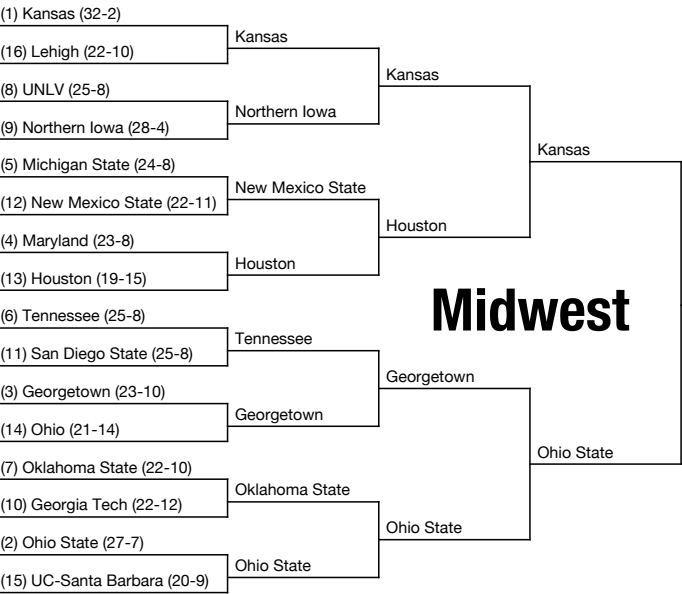 (1) Kansas (32-2)
(16) Lehigh (22-10)
(8) UNLV (25-8)
(9) Northern Iowa (28-4)
(5) Michigan State (24-8)
(12) New Mexico State (22-11)
(4) Maryland (23-8)
(13) Houston (19-15)
(6) Tennessee (25-8)
(11) San Diego State (25-8)
(3) Georgetown (23-10)
(14) Ohio (21-14)
(7) Oklahoma State (22-10)
(10) Georgia Tech (22-12)
(2) Ohio State (27-7)
(15) UC-Santa Barbara (20-9)
Kansas
Northern Iowa
New Mexico State
Houston
Tennessee
Georgetown
Oklahoma State
Ohio State
Kansas
Houston
Georgetown
Ohio State
Kansas
Ohio State
Midwest